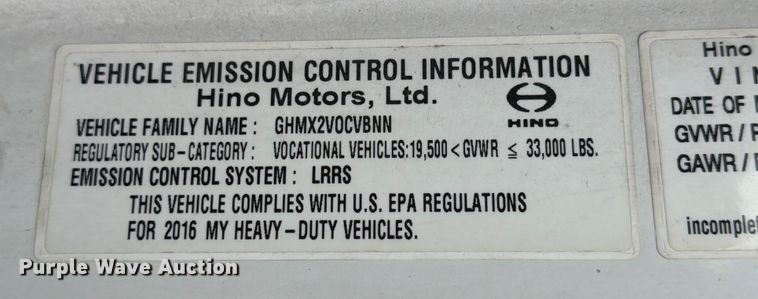 VEHICLE EMISSION CONTROL INFORMATION
Hino Motors, Ltd.
HINO
VEHICLE FAMILY NAME : GHMX2VOCVBNN
REGULATORY SUB-CATEGORY : VOCATIONAL VEHICLES:19,500 < GVWR ≤ 33,000 LBS.
EMISSION CONTROL SYSTEM : LRRS
THIS VEHICLE COMPLIES WITH U.S. EPA REGULATIONS
FOR 2016 MY HEAVY-DUTY VEHICLES.
Hino
VI
DATE OF
GVWR /
GAWR /
Purple Wave Auction